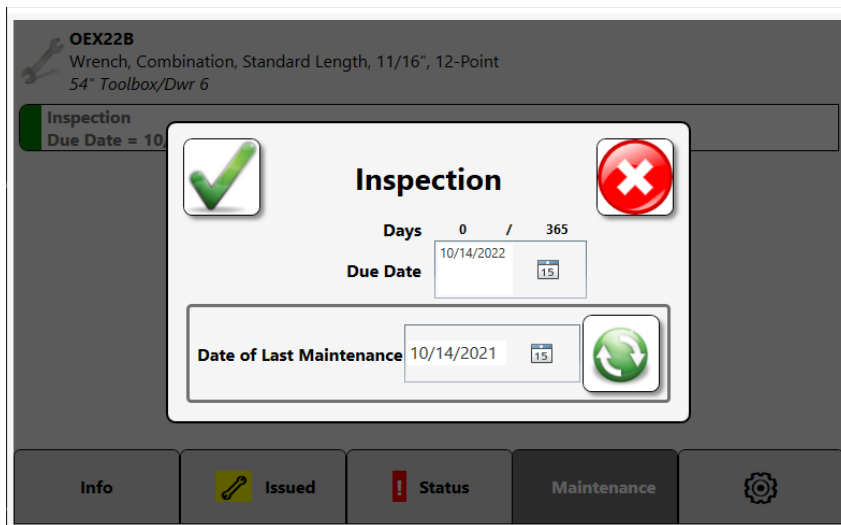 OEX22B
Wrench, Combination, Standard Length, 11/16", 12-Point
54" Toolbox/Dwr 6
Inspection
Due Date = 10/
Inspection
Days 0 / 365
Due Date 10/14/2022 15
Date of Last Maintenance 10/14/2021 15
Info Issued ! Status Maintenance